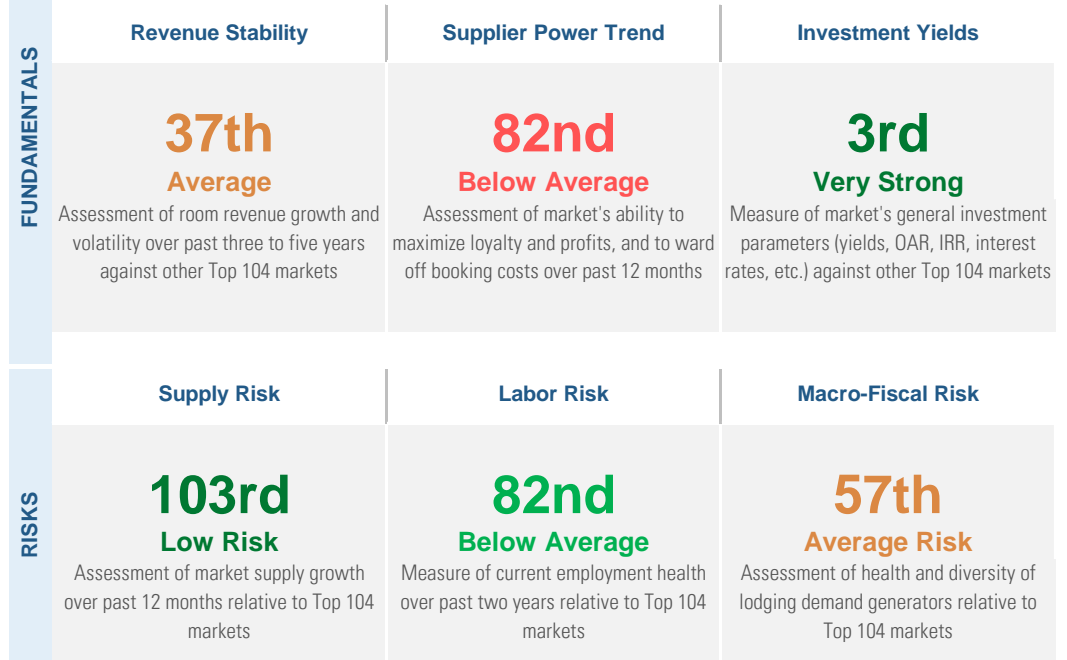 FUNDAMENTALS
Revenue Stability
37th
Average
Assessment of room revenue growth and
volatility over past three to five years
against other Top 104 markets
Supplier Power Trend
82nd
Below Average
Assessment of market's ability to
maximize loyalty and profits, and to ward
off booking costs over past 12 months
Investment Yields
3rd
Very Strong
Measure of market's general investment
parameters (yields, OAR, IRR, interest
rates, etc.) against other Top 104 markets
RISKS
Supply Risk
103rd
Low Risk
Assessment of market supply growth
over past 12 months relative to Top 104
markets
Labor Risk
82nd
Below Average
Measure of current employment health
over past two years relative to Top 104
markets
Macro-Fiscal Risk
57th
Average Risk
Assessment of health and diversity of
lodging demand generators relative to
Top 104 markets